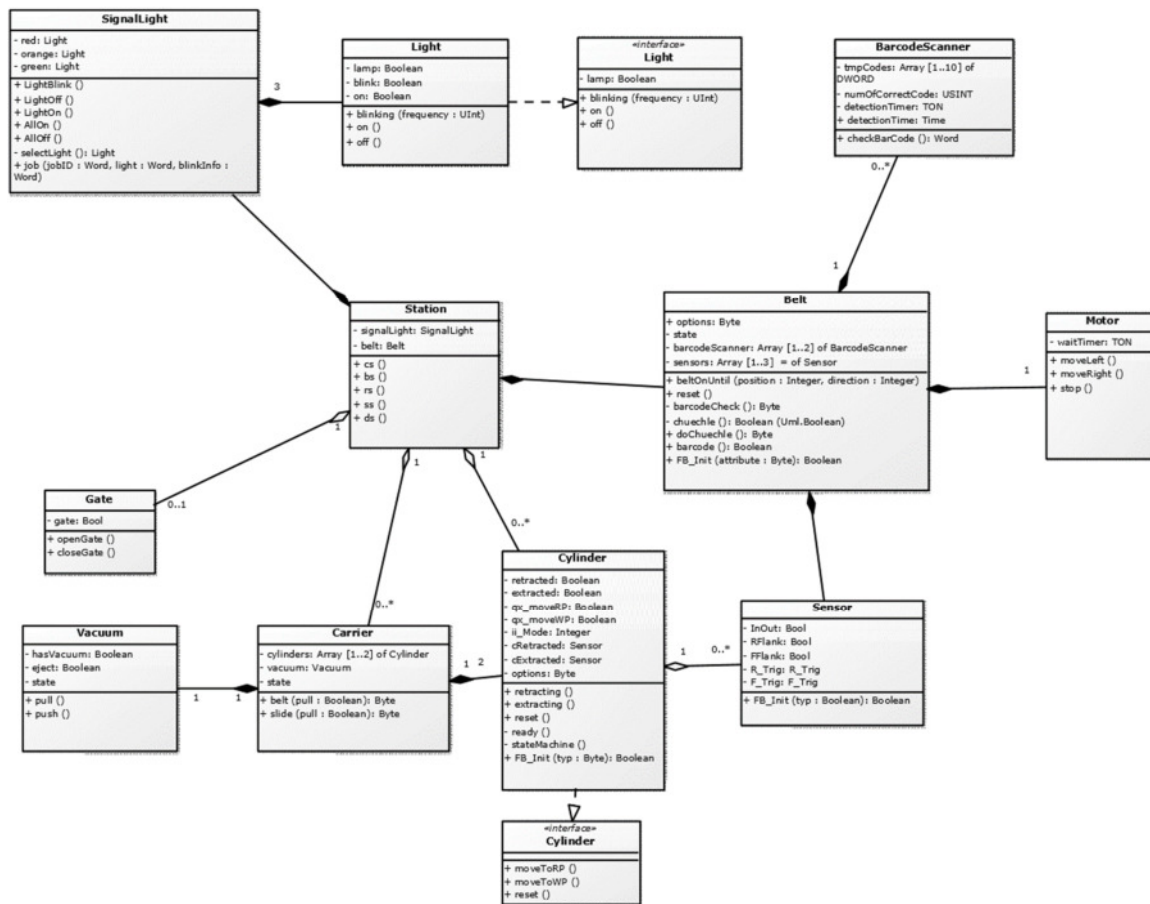 SignalLight
- red: Light
- orange: Light
- green: Light
+ LightBlink ()
+ LightOff ()
+ LightOn ()
+ AllOn ()
+ AllOff ()
- selectLight (): Light
+ job (jobID : Word, light : Word, blinkInfo :
Word)
3
Light
- lamp: Boolean
- blink: Boolean
- on: Boolean
+ blinking (frequency : UInt)
+ on ()
+ off ()
«interface»
Light
- lamp: Boolean
+ blinking (frequency : UInt)
+ on ()
+ off ()
BarcodeScanner
- tmpCodes: Array [1..10] of
DWORD
- numOfCorrectCode: USINT
- detectionTimer: TON
+ detectionTime: Time
+ checkBarCode (): Word
0..*
1
Station
- signalLight: SignalLight
- belt: Belt
+ cs ()
+ bs ()
+ rs ()
+ ss ()
+ ds ()
1
1
1
Belt
+ options: Byte
- state
- barcodeScanner: Array [1..2] of BarcodeScanner
- sensors: Array [1..3] = of Sensor
+ beltOnUntil (position : Integer, direction : Integer)
+ reset ()
- barcodeCheck (): Byte
- chuechle (): Boolean (Uml.Boolean)
+ doChuechle (): Byte
+ barcode (): Boolean
+ FB_Init (attribute : Byte): Boolean
1
Motor
- waitTimer: TON
+ moveLeft ()
+ moveRight ()
+ stop ()
Gate
- gate: Bool
+ openGate ()
+ closeGate ()
0..1
0..*
0..*
Vacuum
- hasVacuum: Boolean
- eject: Boolean
- state
+ pull ()
+ push ()
1
1
Carrier
- cylinders: Array [1..2] of Cylinder
- vacuum: Vacuum
- state
+ belt (pull : Boolean): Byte
+ slide (pull : Boolean): Byte
1
2
Cylinder
- retracted: Boolean
- extracted: Boolean
- qx_moveRP: Boolean
- qx_moveWP: Boolean
- ii_Mode: Integer
- cRetracted: Sensor
- cExtracted: Sensor
- options: Byte
+ retracting ()
+ extracting ()
+ reset ()
- ready ()
- stateMachine ()
+ FB_Init (typ : Byte): Boolean
1
0..*
Sensor
- InOut: Bool
- RFlank: Bool
- FFlank: Bool
- R_Trig: R_Trig
- F_Trig: F_Trig
+ FB_Init (typ : Boolean): Boolean
«interface»
Cylinder
+ moveToRP ()
+ moveToWP ()
+ reset ()